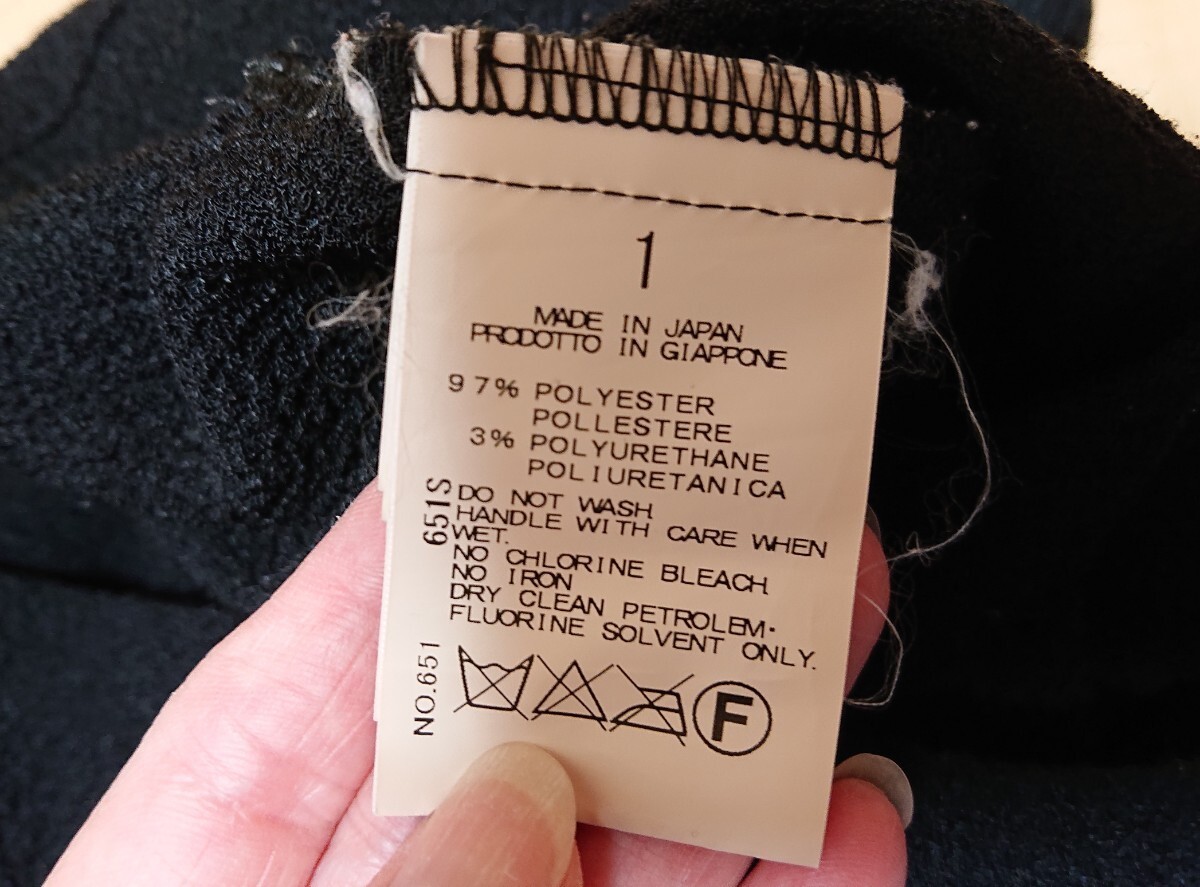 1
MADE IN JAPAN
PRODOTTO IN GIAPPONE
97% POLYESTER
POLLESTERE
3% POLYURETHANE
POLIURETANICA
DO NOT WASH
HANDLE WITH CARE WHEN
WET.
NO CHLORINE BLEACH
NO IRON
DRY CLEAN PETROLEM·
FLUORINE SOLVENT ONLY.
F
651S
NO.651